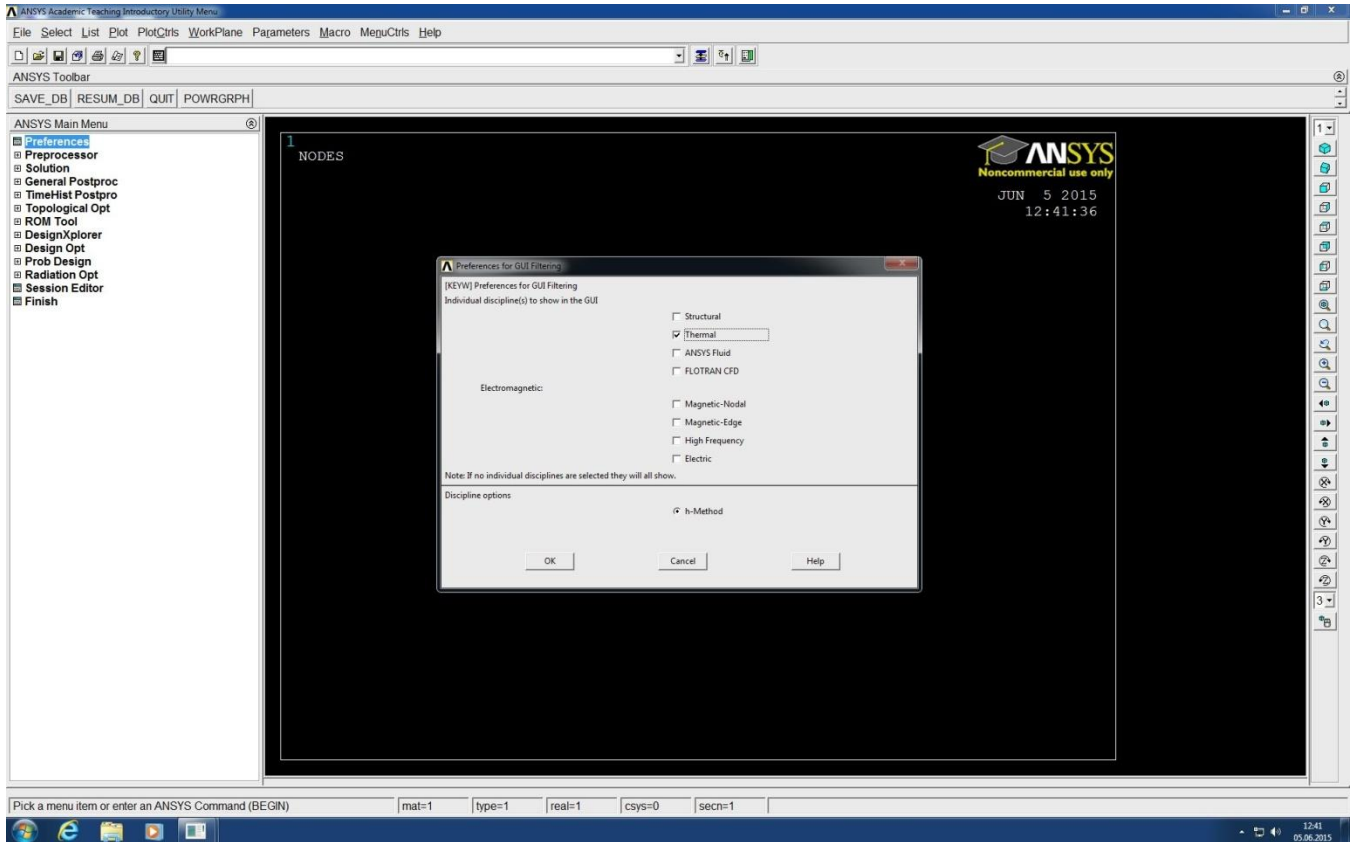 ANSYS Academic Teaching Introductory Utility Menu
File Select List Plot PlotCtrls WorkPlane Parameters Macro MenuCtrls Help
ANSYS Toolbar
SAVE_DB RESUM_DB QUIT POWRGRPH
ANSYS Main Menu
Preferences
Preprocessor
Solution
General Postproc
TimeHist Postpro
Topological Opt
ROM Tool
DesignXplorer
Design Opt
Prob Design
Radiation Opt
Session Editor
Finish
1
NODES
ANSYS
Noncommercial use only
JUN 5 2015
12:41:36
Preferences for GUI Filtering
[KEYW] Preferences for GUI Filtering
Individual discipline(s) to show in the GUI
Structural
Thermal
ANSYS Fluid
FLOTRAN CFD
Electromagnetic:
Magnetic-Nodal
Magnetic-Edge
High Frequency
Electric
Note: If no individual disciplines are selected they will all show.
Discipline options
h-Method
OK Cancel Help
1
3
Pick a menu item or enter an ANSYS Command (BEGIN) mat=1 type=1 real=1 csys=0 secn=1
12:41
05.06.2015